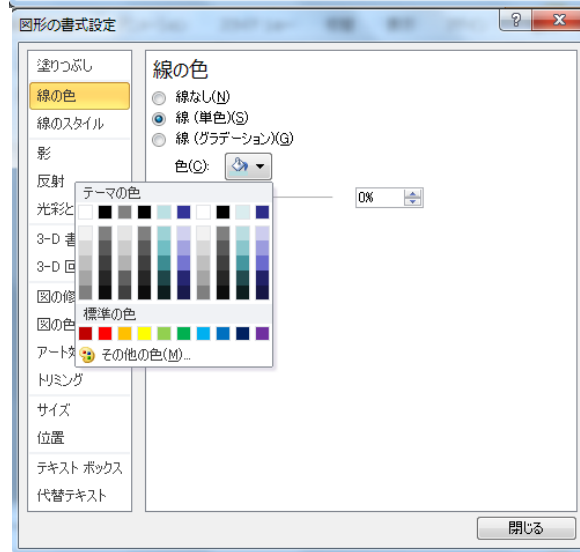 図形の書式設定
塗りつぶし
線の色
線のスタイル
影
反射
光彩と
3-D 書
3-D 回
図の修
図の色
アート効
トリミング
サイズ
位置
テキスト ボックス
代替テキスト
線の色
線なし(N)
線 (単色)(S)
線 (グラデーション)(G)
色(C):
0%
テーマの色
標準の色
その他の色(M)...
閉じる